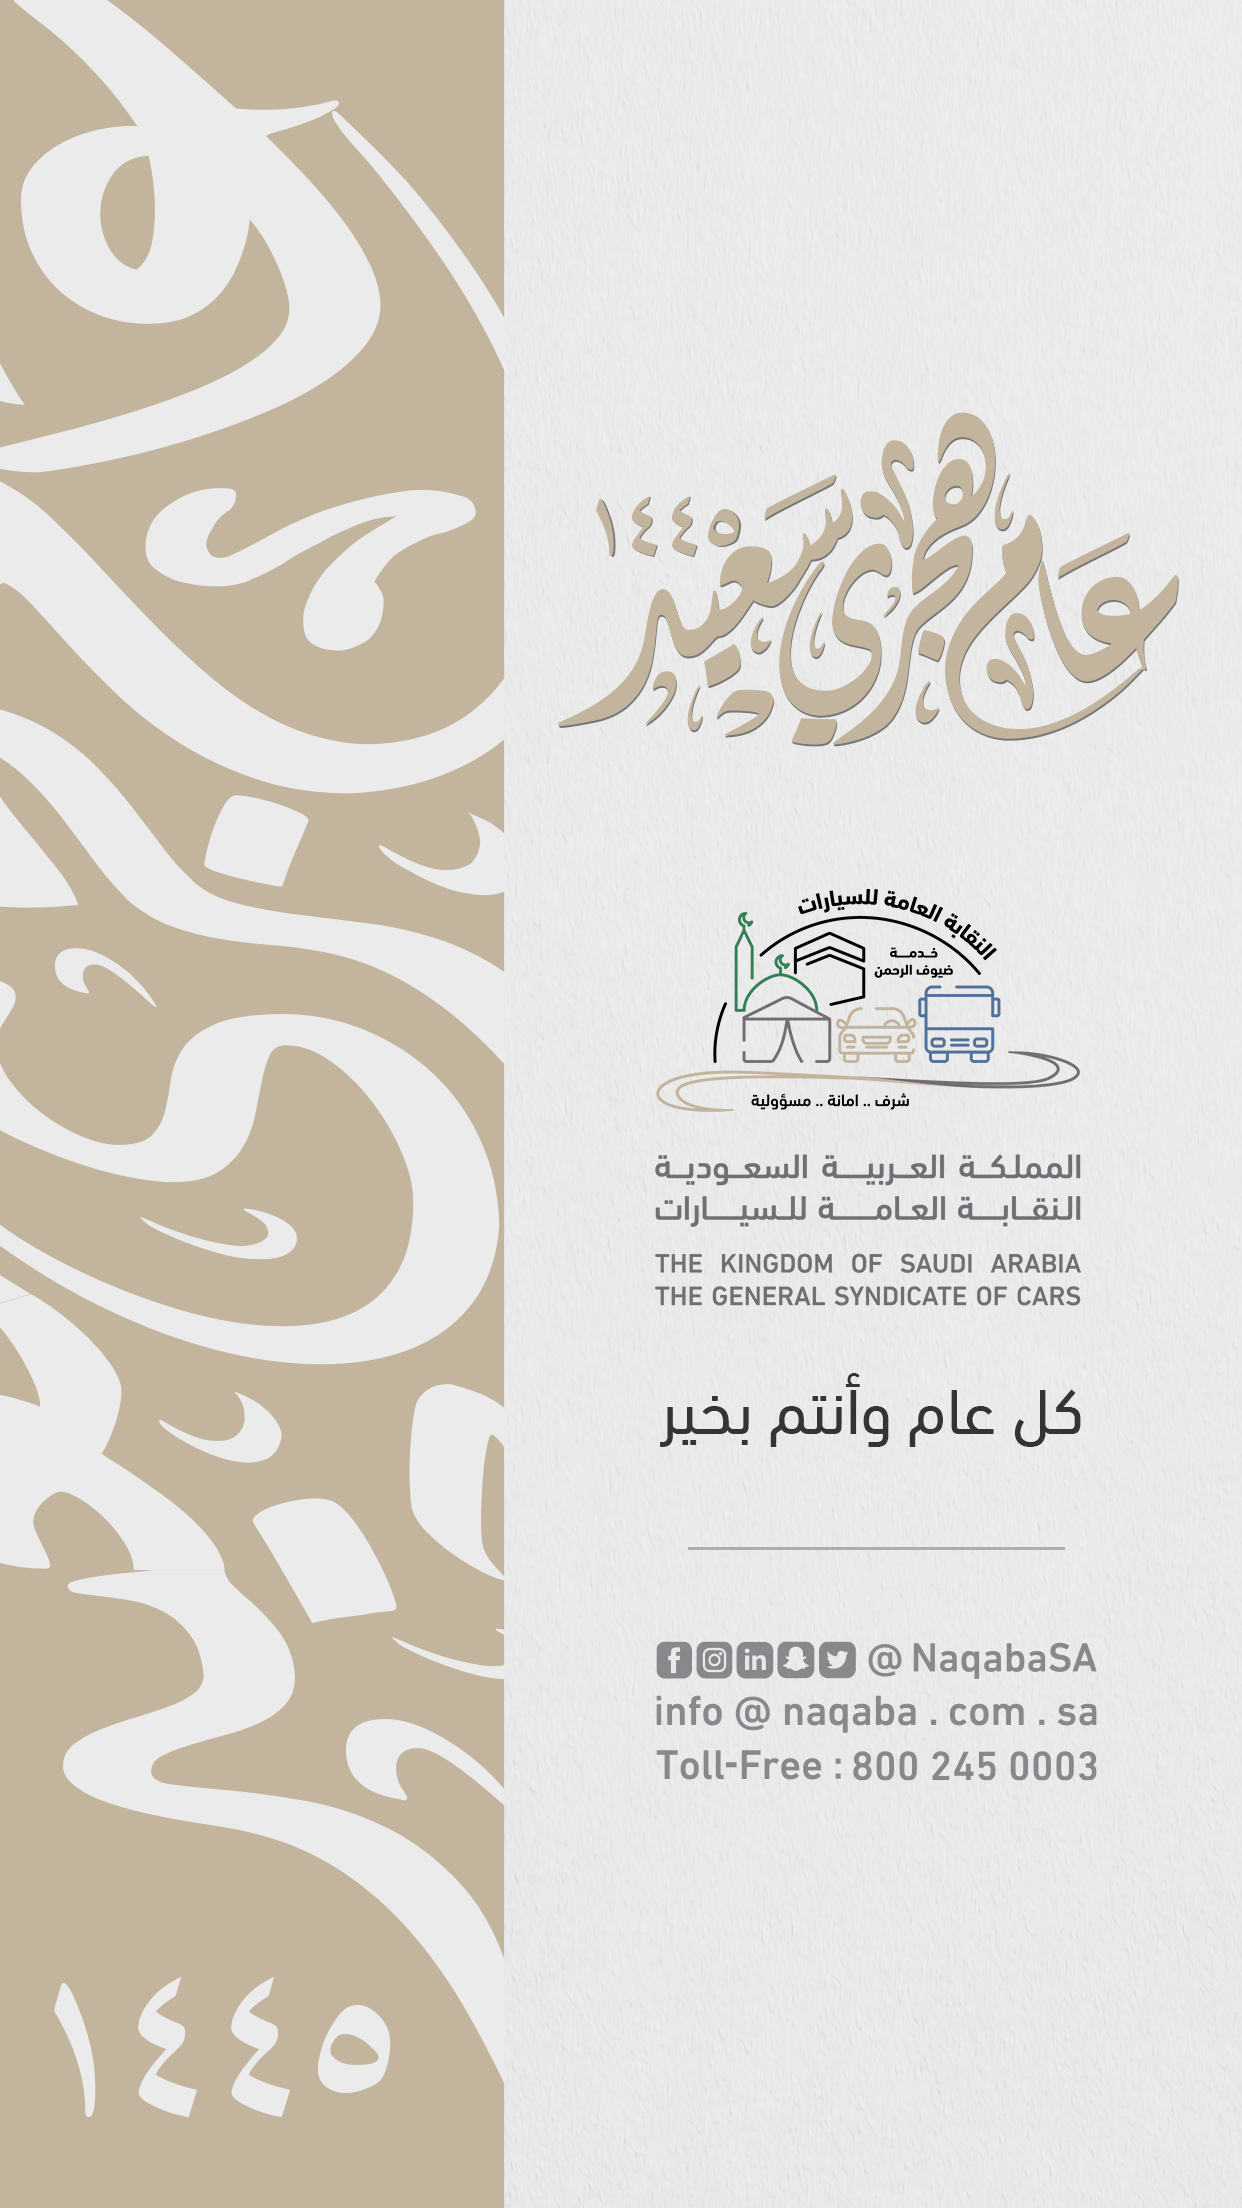 عام هجري سعيد ١٤٤٥
النقابة العامة للسيارات
خدمة
ضيوف الرحمن
شرف .. امانة .. مسؤولية
المملكة العربية السعودية
النقابة العامة للسيارات
THE KINGDOM OF SAUDI ARABIA
THE GENERAL SYNDICATE OF CARS
كل عام وأنتم بخير
@ NaqabaSA
info @ naqaba . com . sa
Toll-Free : 800 245 0003
١٤٤٥